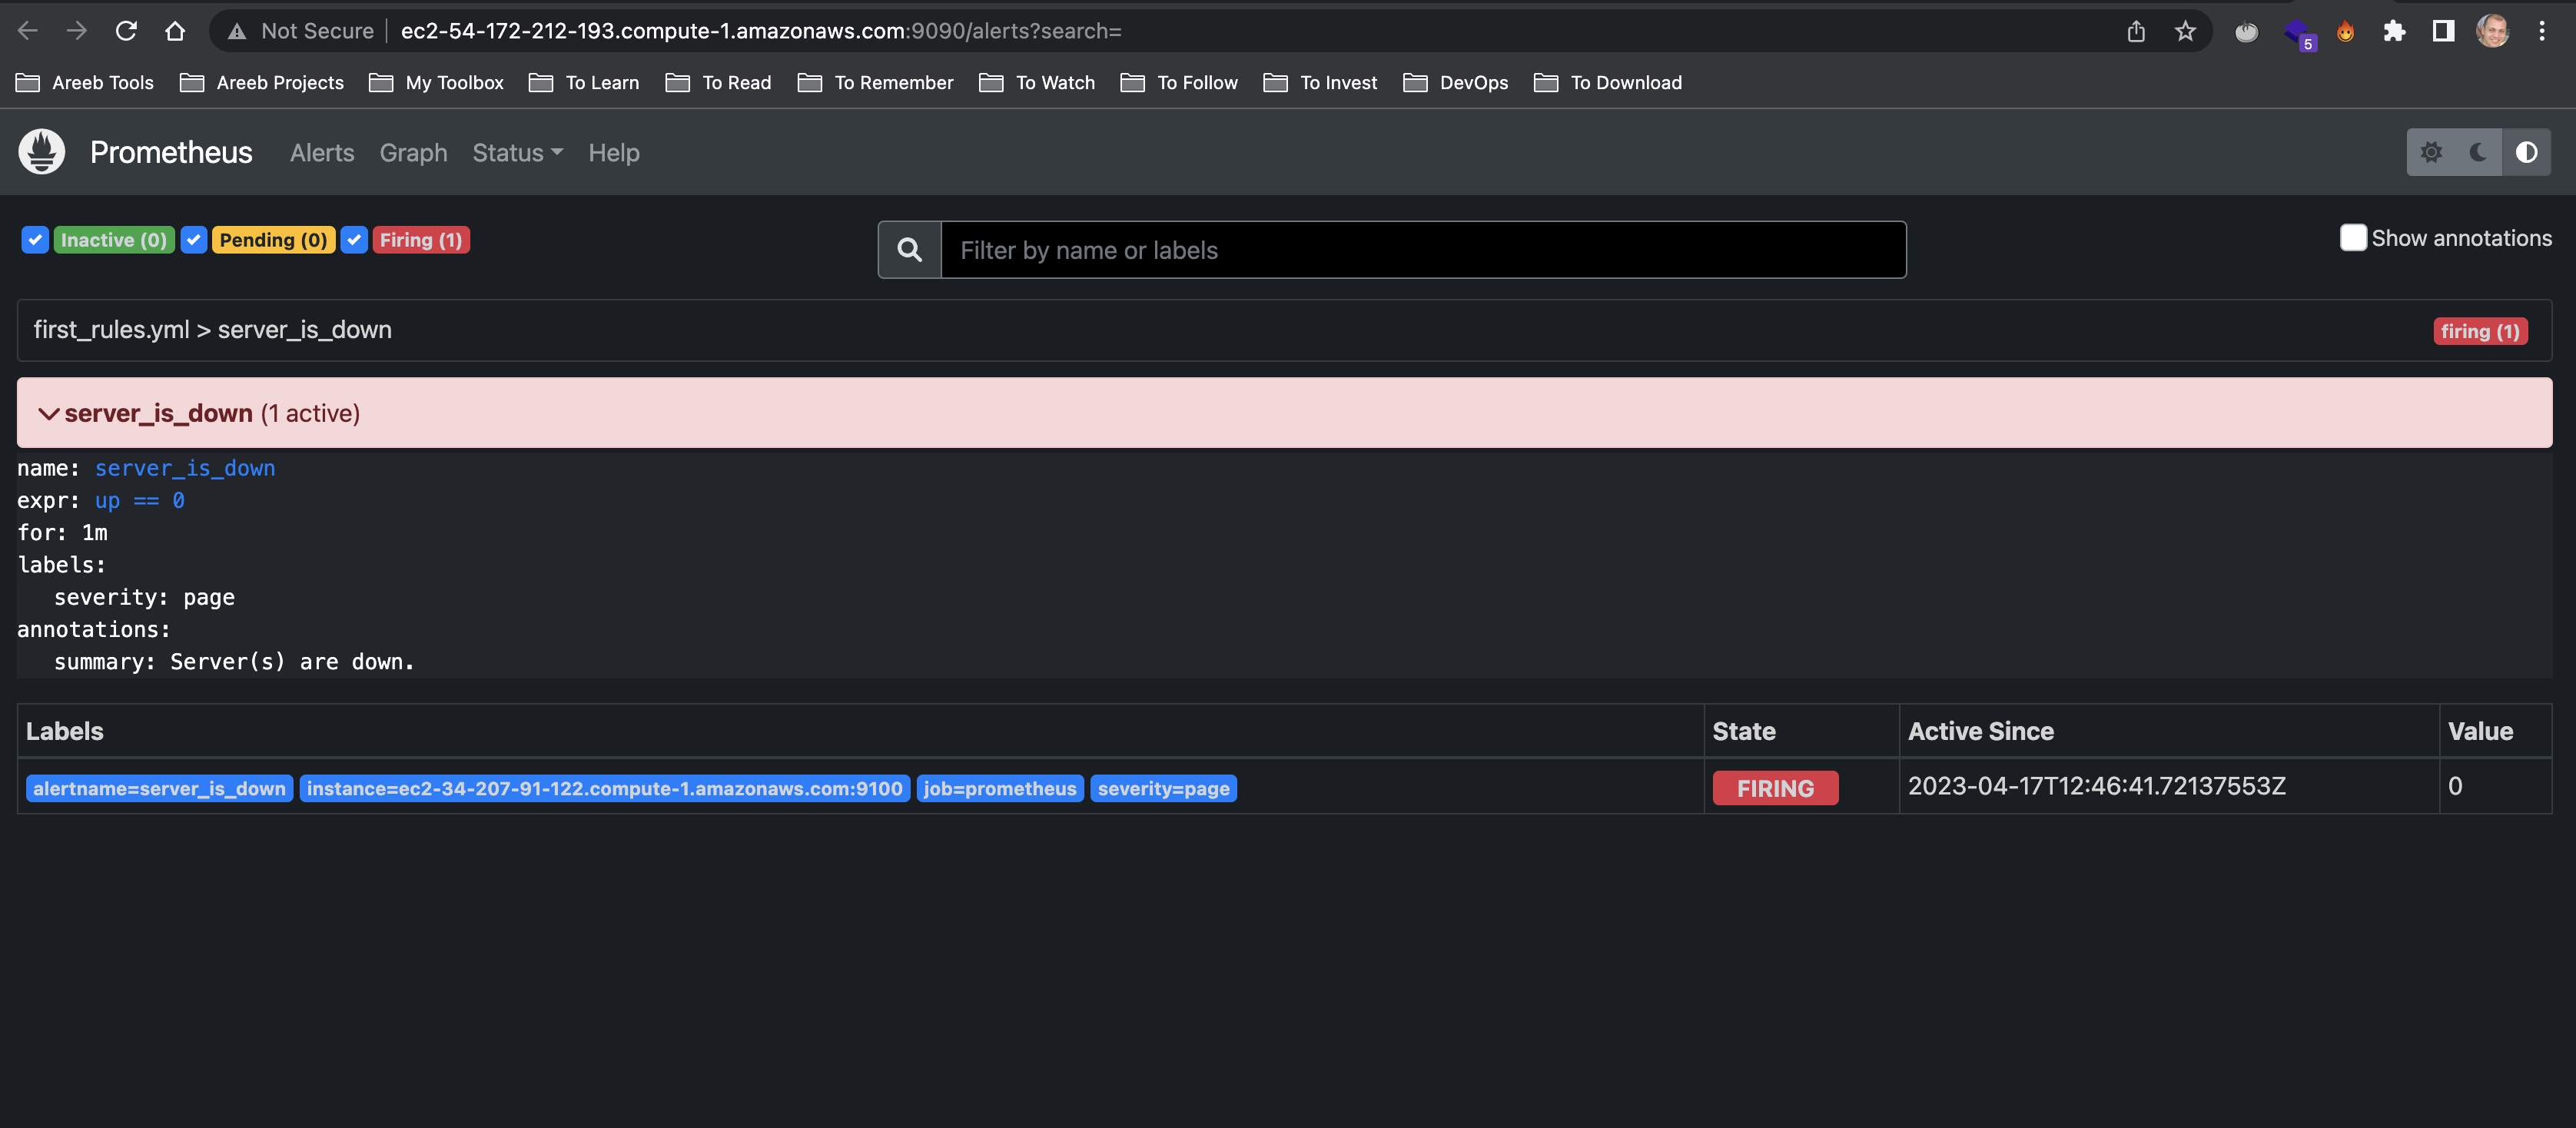 Not Secure ec2-54-172-212-193.compute-1.amazonaws.com:9090/alerts?search=
5
Areeb Tools Areeb Projects My Toolbox To Learn To Read To Remember To Watch To Follow To Invest DevOps To Download
Prometheus Alerts Graph Status Help
Inactive (0) Pending (0) Firing (1) Filter by name or labels Show annotations
first_rules.yml > server_is_down firing (1)
server_is_down (1 active)
name: server_is_down
expr: up == 0
for: 1m
labels:
severity: page
annotations:
summary: Server(s) are down.
Labels State Active Since Value
alertname=server_is_down instance=ec2-34-207-91-122.compute-1.amazonaws.com:9100 job=prometheus severity=page FIRING 2023-04-17T12:46:41.72137553Z 0